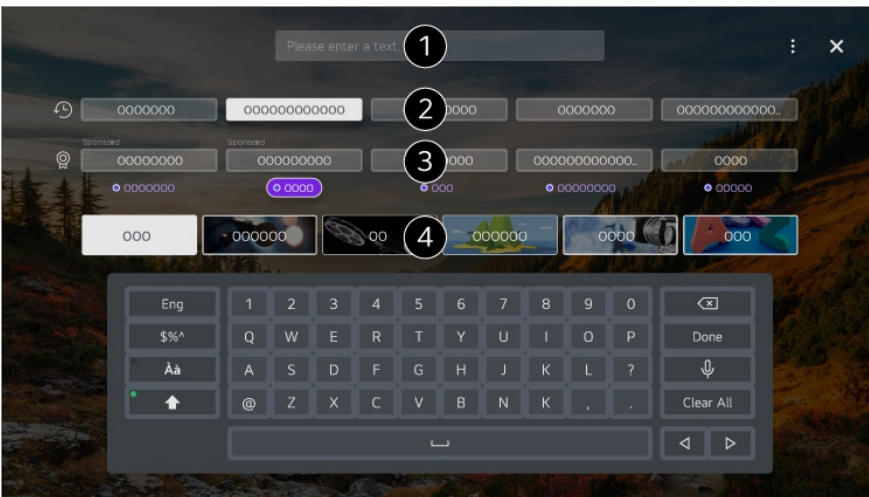 Please enter a text. 1
0000000 000000000000 2 0000 0000000 000000000000..
Sponsored Sponsored
00000000 000000000 3 000 00000000000.. 0000
0000000 0000 000 00000000 00000
000 000000 00 4 000000 0000 000
Eng 1 2 3 4 5 6 7 8 9 0
$%^ Q W E R T Y U I O P Done
Àà A S D F G H J K L ?
@ Z X C V B N K , . Clear All